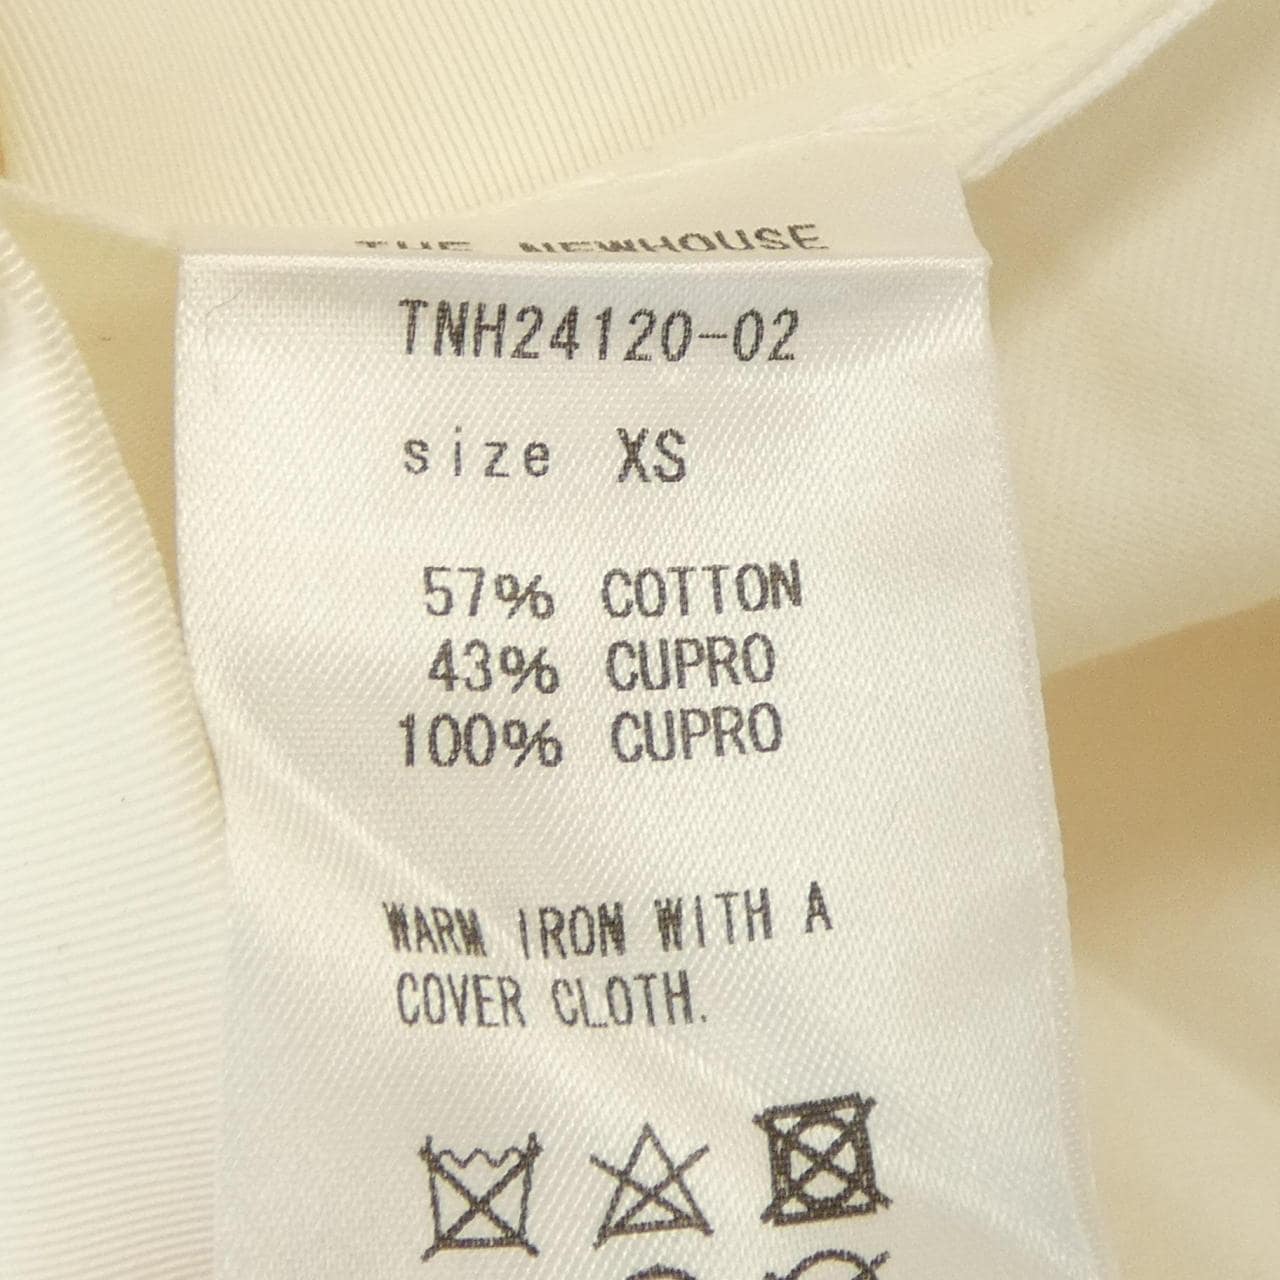 THE NEWHOUSE
TNH24120-02
size XS
57% COTTON
43% CUPRO
100% CUPRO
WARM IRON WITH A
COVER CLOTH.